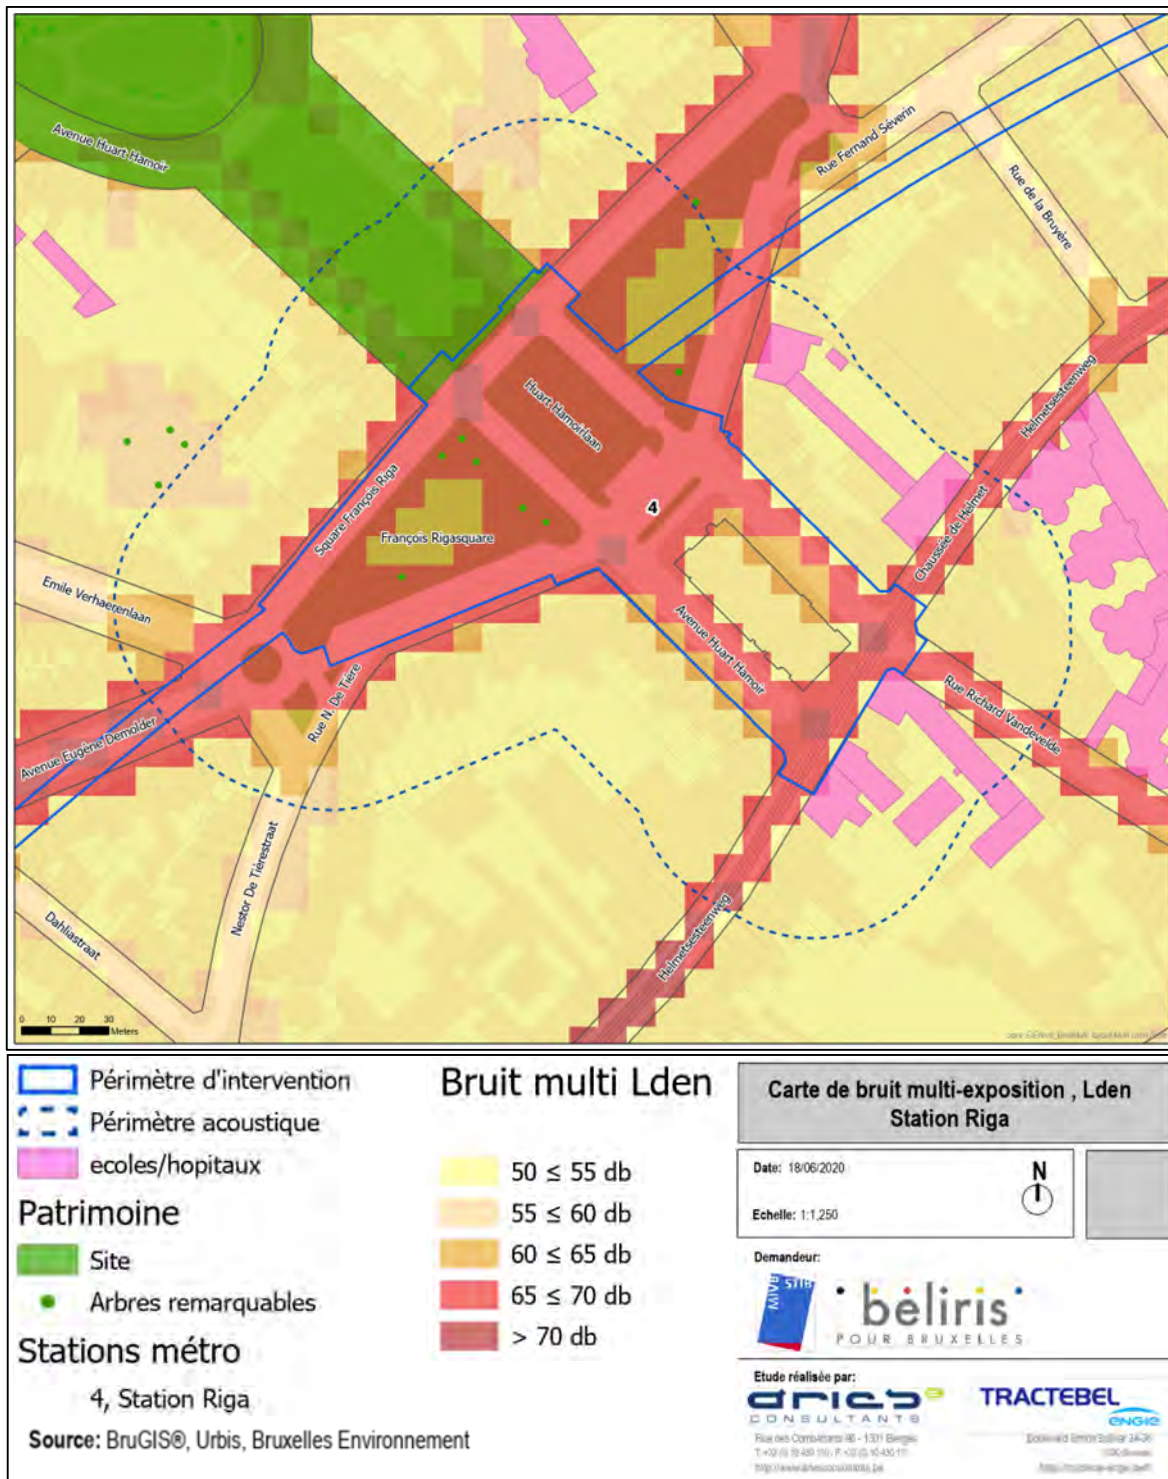 Avenue Huart Hamoir
Rue Fernand Séverin
Rue de la Bruyère
Helmetsesteenweg
Chaussée de Helmet
Huart Hamoirlaan
Square François Riga
4
François Rigasquare
Emile Verhaerenlaan
Avenue Huart Hamoir
Rue N. De Tière
Rue Richard Vandevelde
Avenue Eugène Demolder
Nestor De Tièrestraat
Dahliastraat
Helmetsesteenweg
0 10 20 30
Meters
Périmètre d'intervention
Périmètre acoustique
ecoles/hopitaux
Patrimoine
Site
Arbres remarquables
Stations métro
4, Station Riga
Source: BruGIS®, Urbis, Bruxelles Environnement
Bruit multi Lden
50 ≤ 55 db
55 ≤ 60 db
60 ≤ 65 db
65 ≤ 70 db
> 70 db
Carte de bruit multi-exposition , Lden
Station Riga
Date: 18/06/2020
Echelle: 1:1,250
N
Demandeur:
MIVB STIB
beliris
POUR BRUXELLES
Etude réalisée par:
aries
CONSULTANTS
TRACTEBEL
ENGIE